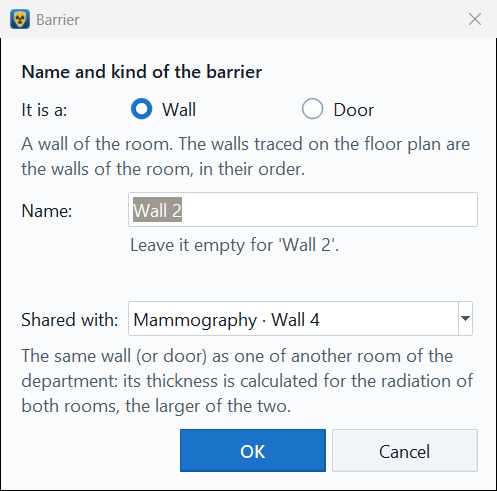 Barrier
Name and kind of the barrier
It is a: Wall Door
A wall of the room. The walls traced on the floor plan are
the walls of the room, in their order.
Name: Wall 2
Leave it empty for 'Wall 2'.
Shared with: Mammography · Wall 4
The same wall (or door) as one of another room of the
department: its thickness is calculated for the radiation of
both rooms, the larger of the two.
OK Cancel